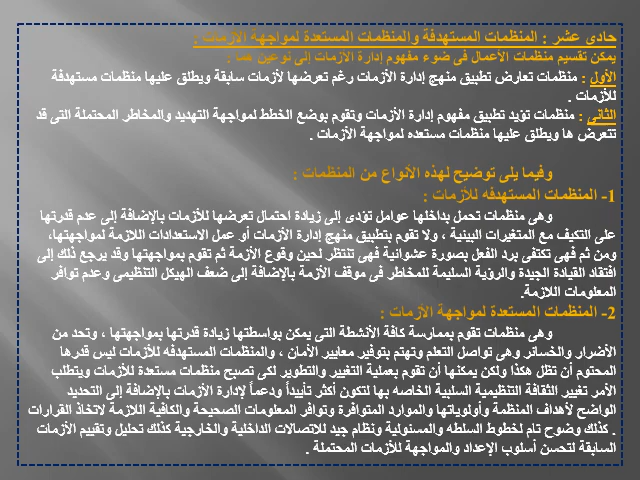 حادى عشر : المنظمات المستهدفة والمنظمات المستعدة لمواجهة الازمات :
يمكن تقسيم منظمات الأعمال فى ضوء مفهوم إدارة الأزمات إلى نوعين هما :
الأول : منظمات تعارض تطبيق منهج إدارة الأزمات رغم تعرضها لأزمات سابقة ويطلق عليها منظمات مستهدفة
للأزمات .
الثانى : منظمات تؤيد تطبيق مفهوم إدارة الأزمات وتقوم بوضع الخطط لمواجهة التهديد والمخاطر المحتملة التى قد
تتعرض ها ويطلق عليها منظمات مستعده لمواجهة الأزمات .
وفيما يلى توضيح لهذه الأنواع من المنظمات :
1- المنظمات المستهدفه للأزمات :
وهى منظمات تحمل بداخلها عوامل تؤدى إلى زيادة احتمال تعرضها للأزمات بالإضافة إلى عدم قدرتها
على التكيف مع المتغيرات البيئية ، ولا تقوم بتطبيق منهج إدارة الأزمات أو عمل الاستعدادات اللازمة لمواجهتها،
ومن ثم فهى تكتفى برد الفعل بصورة عشوائية فهى تنتظر لحين وقوع الأزمة ثم تقوم بمواجهتها وقد يرجع ذلك إلى
افتقاد القيادة الجيدة والرؤية السليمة للمخاطر فى موقف الأزمة بالإضافة إلى ضعف الهيكل التنظيمى وعدم توافر
المعلومات اللازمة.
2- المنظمات المستعدة لمواجهة الأزمات :
وهى منظمات تقوم بممارسة كافة الأنشطة التى يمكن بواسطتها زيادة قدرتها بمواجهتها ، وتحد من
الأضرار والخسائر وهى تواصل التعلم وتهتم بتوفير معايير الأمان ، والمنظمات المستهدفه للأزمات ليس قدرها
المحتوم أن تظل هكذا ولكن يمكنها أن تقوم بعملية التغيير والتطوير لكى تصبح منظمات مستعدة للأزمات ويتطلب
الأمر تغيير الثقافة التنظيمية السلبية الخاصه بها لتكون أكثر تأييداً ودعماً لإدارة الأزمات بالإضافة إلى التحديد
الواضح لأهداف المنظمة وأولوياتها والموارد المتوافرة وتوافر المعلومات الصحيحة والكافية اللازمة لاتخاذ القرارات
. كذلك وضوح تام لخطوط السلطه والمسئولية ونظام جيد للاتصالات الداخلية والخارجية كذلك تحليل وتقييم الأزمات
السابقة لتحسن أسلوب الإعداد والمواجهة للأزمات المحتملة .